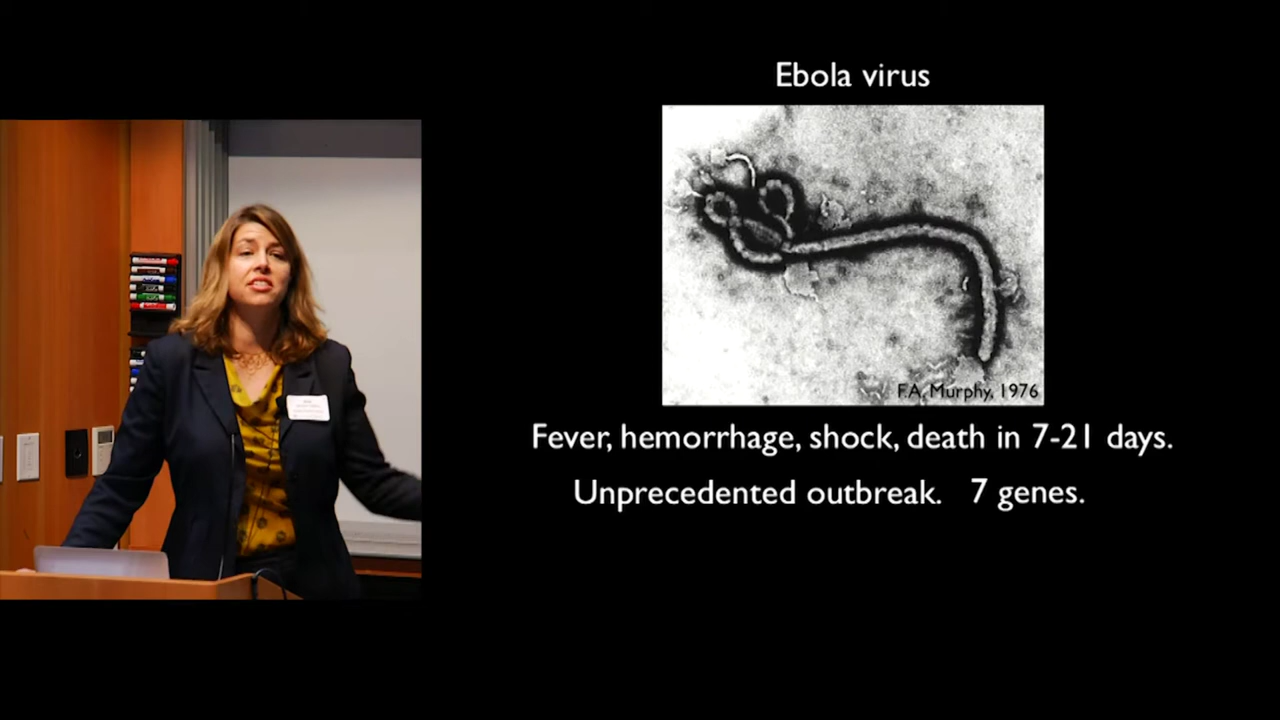 Ebola virus
F.A. Murphy, 1976
Fever, hemorrhage, shock, death in 7-21 days.
Unprecedented outbreak. 7 genes.